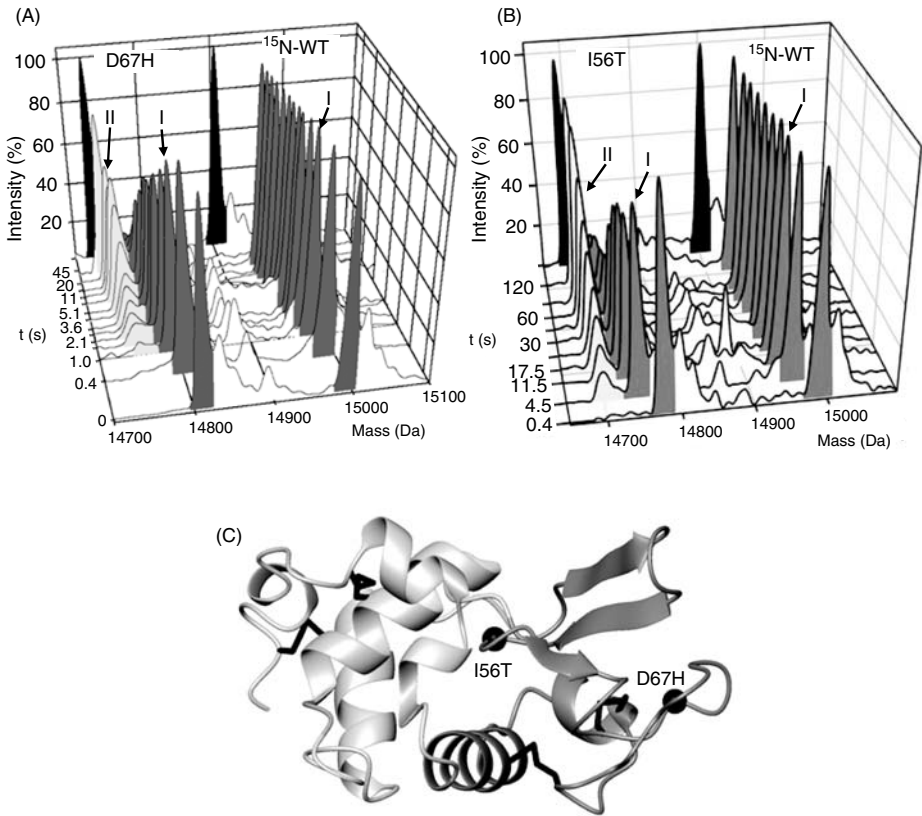 (A)
D67H
¹⁵N-WT
II
I
I
Intensity (%)
100
80
60
40
20
t (s)
45
20
11
5.1
3.6
2.1
1.0
0.4
0
14700
14800
14900
15000
15100
Mass (Da)
(B)
I56T
¹⁵N-WT
II
I
I
Intensity (%)
100
80
60
40
20
t (s)
120
60
30
17.5
11.5
4.5
0.4
14700
14800
14900
15000
Mass (Da)
(C)
I56T
D67H